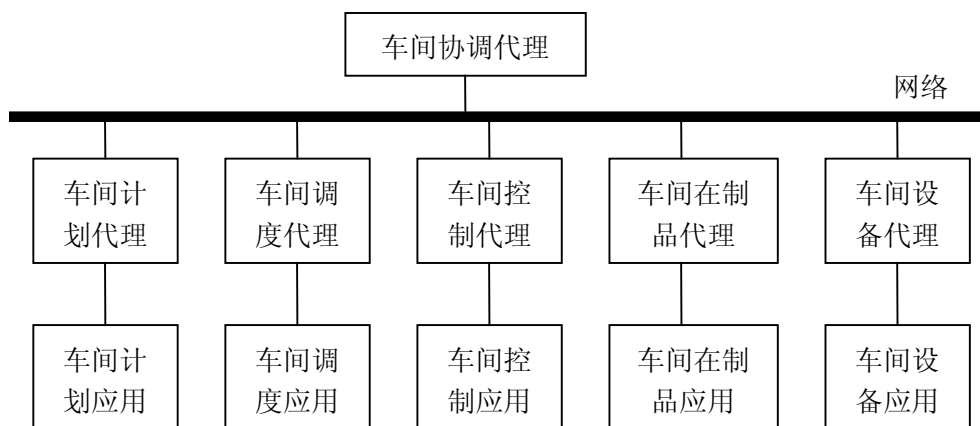 车间协调代理
网络
车间计
划代理
车间调
度代理
车间控
制代理
车间在制
品代理
车间设
备代理
车间计
划应用
车间调
度应用
车间控
制应用
车间在制
品应用
车间设
备应用